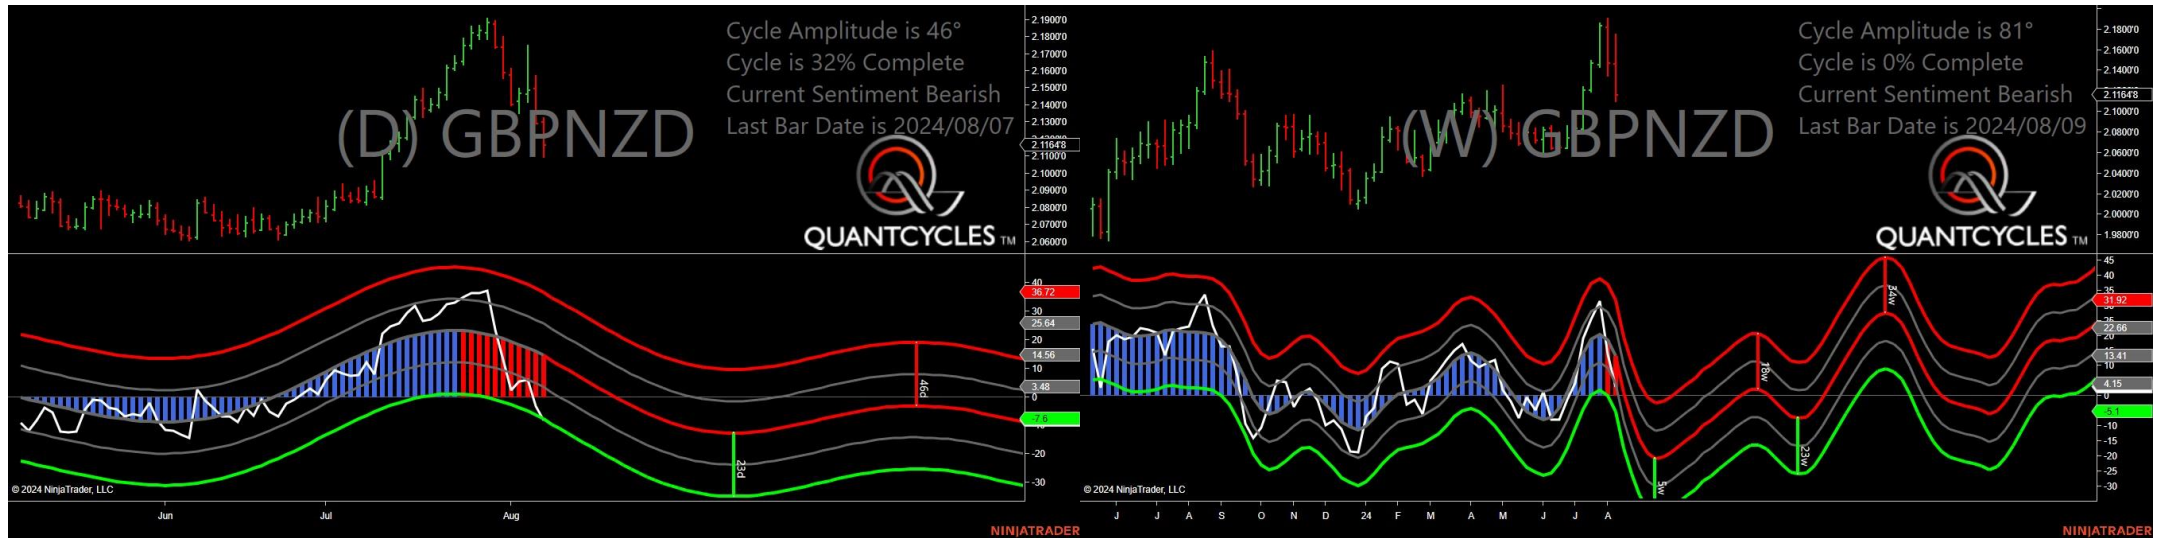 Cycle Amplitude is 46°
Cycle is 32% Complete
Current Sentiment Bearish
Last Bar Date is 2024/08/07
(D) GBPNZD
QUANTCYCLES TM
2.1900'0
2.1800'0
2.1700'0
2.1600'0
2.1500'0
2.1400'0
2.1300'0
2.1164'8
2.1100'0
2.1000'0
2.0900'0
2.0800'0
2.0700'0
2.0600'0
40
36.72
30
25.64
20
14.56
10
3.48
0
-7.6
-10
-20
-30
46d
23d
© 2024 NinjaTrader, LLC
Jun Jul Aug
NINJATRADER
Cycle Amplitude is 81°
Cycle is 0% Complete
Current Sentiment Bearish
Last Bar Date is 2024/08/09
(W) GBPNZD
QUANTCYCLES TM
2.1800'0
2.1600'0
2.1400'0
2.1164'8
2.1000'0
2.0800'0
2.0600'0
2.0400'0
2.0200'0
2.0000'0
1.9800'0
45
40
35
31.92
25
22.66
20
13.41
10
4.15
0
-5.1
-10
-15
-20
-25
-30
34w
18w
23w
5w
© 2024 NinjaTrader, LLC
J J A S O N D 24 F M A M J J A
NINJATRADER